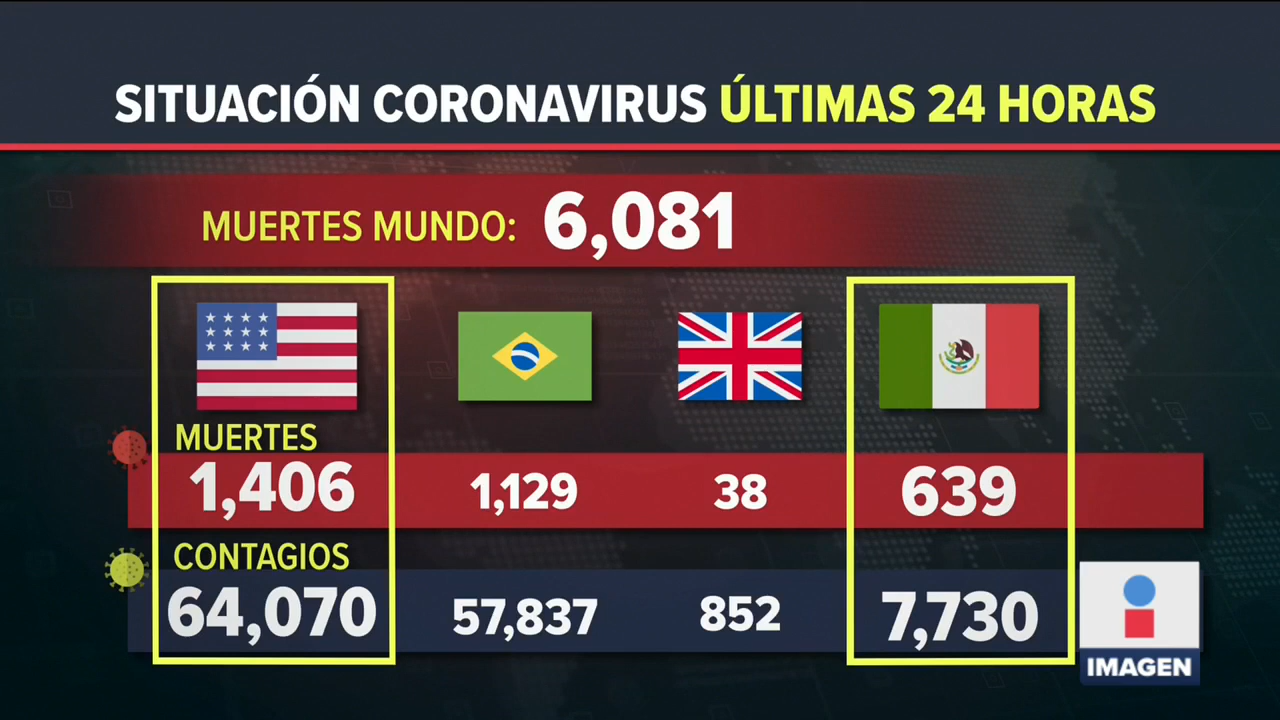 SITUACIÓN CORONAVIRUS ÚLTIMAS 24 HORAS
MUERTES MUNDO: 6,081
MUERTES
1,406 1,129 38 639
CONTAGIOS
64,070 57,837 852 7,730
IMAGEN